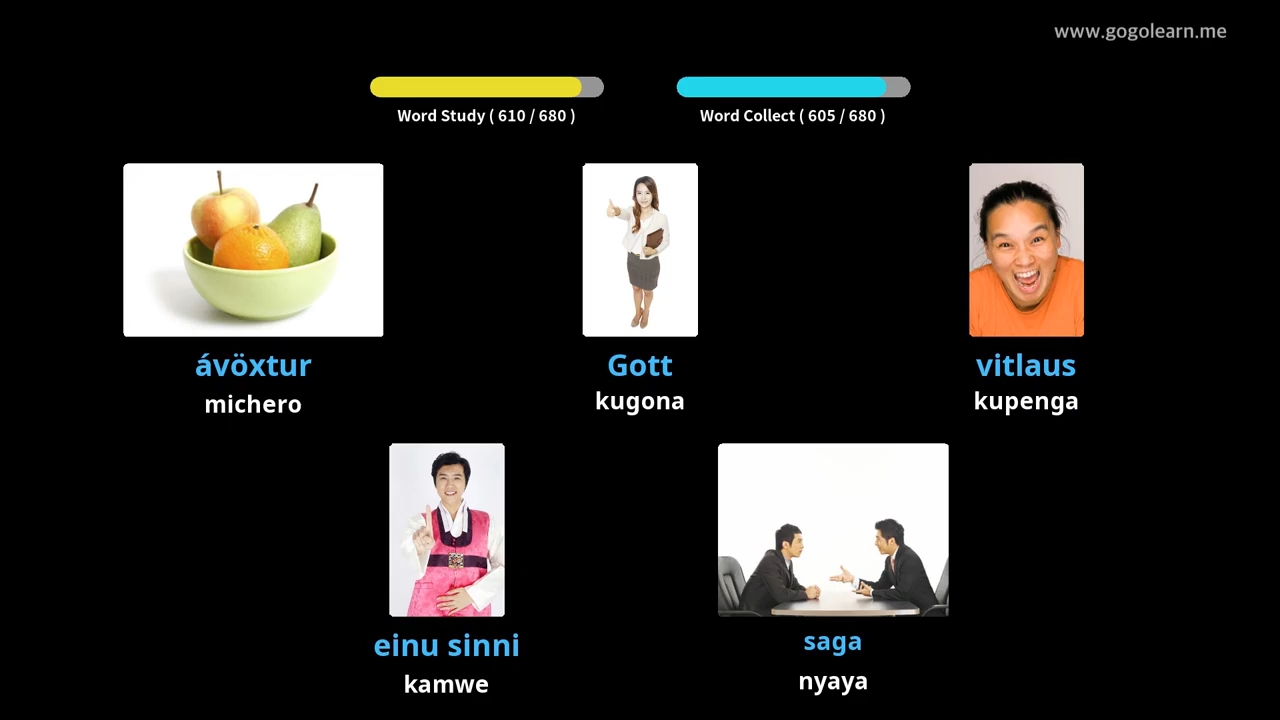 www.gogolearn.me
Word Study ( 610 / 680 )
Word Collect ( 605 / 680 )
ávöxtur
michero
Gott
kugona
vitlaus
kupenga
einu sinni
kamwe
saga
nyaya